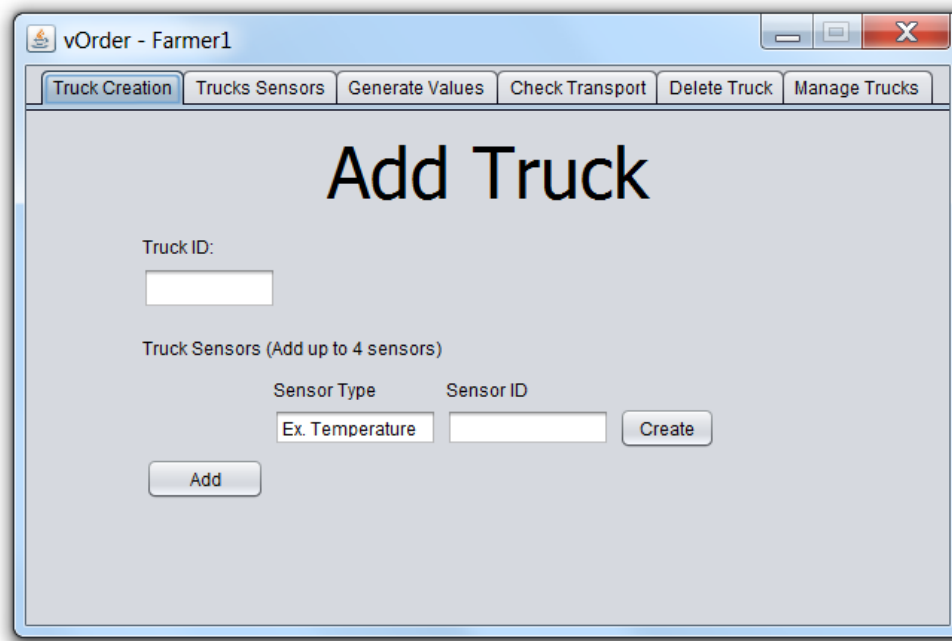 vOrder - Farmer1
Truck Creation Trucks Sensors Generate Values Check Transport Delete Truck Manage Trucks
Add Truck
Truck ID:
Truck Sensors (Add up to 4 sensors)
Sensor Type Sensor ID
Ex. Temperature Create
Add